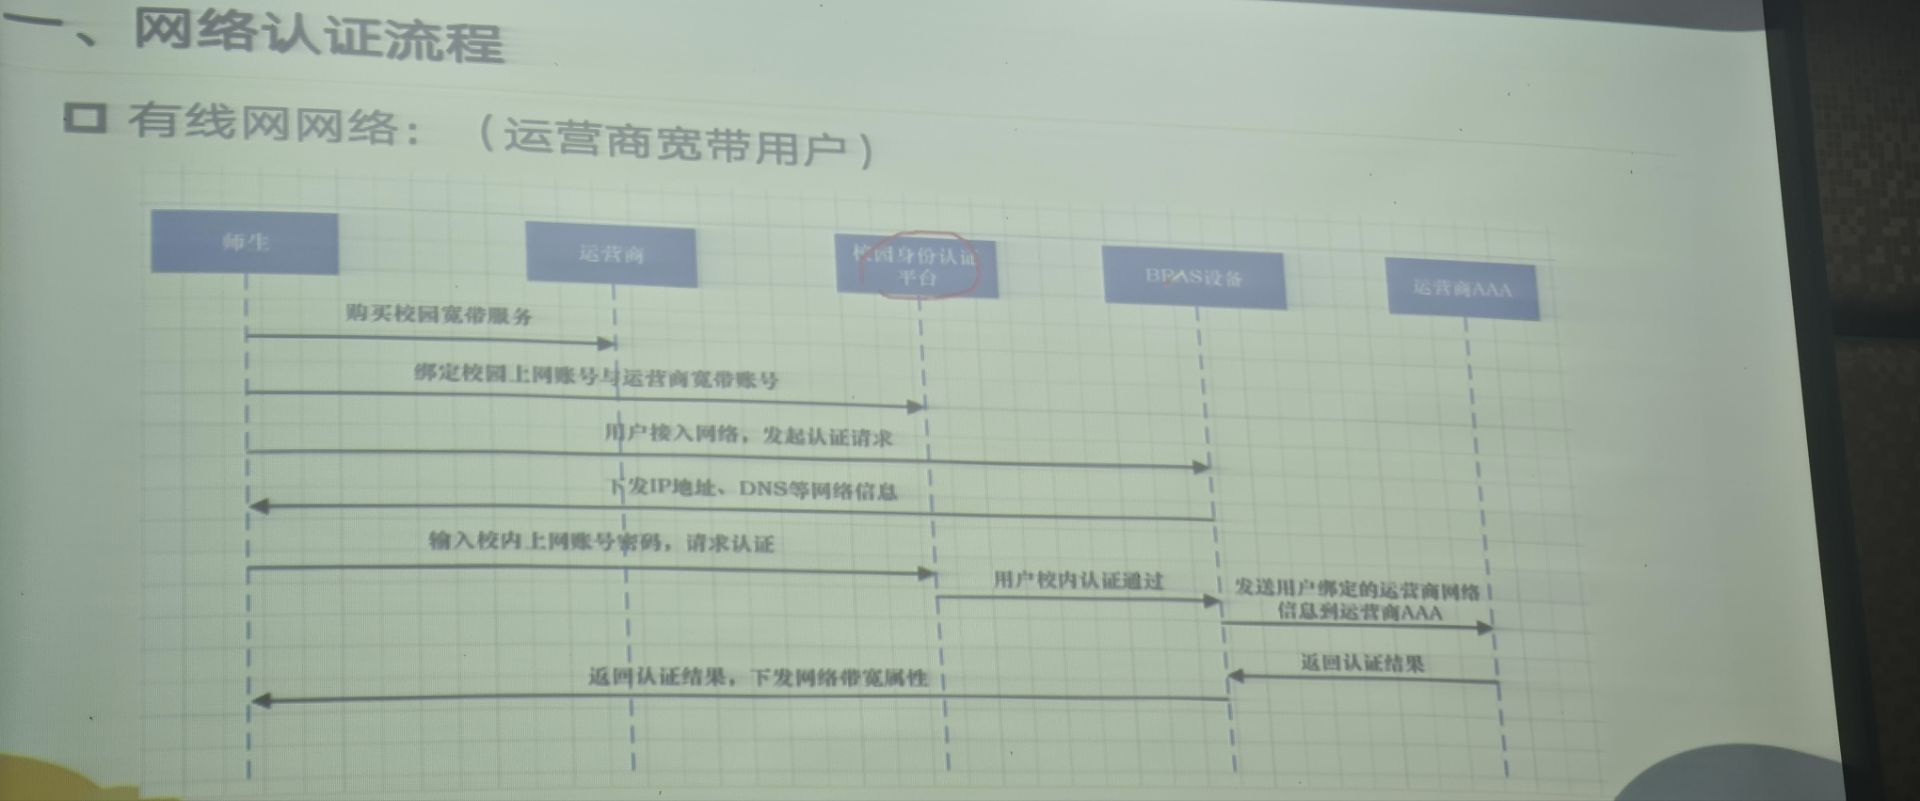 一、网络认证流程
有线网网络：（运营商宽带用户）
师生
运营商
校园身份认证
平台
BRAS设备
运营商AAA
购买校园宽带服务
绑定校园上网账号与运营商宽带账号
用户接入网络，发起认证请求
下发IP地址、DNS等网络信息
输入校内上网账号密码，请求认证
用户校内认证通过
发送用户绑定的运营商网络
信息到运营商AAA
返回认证结果
返回认证结果，下发网络带宽属性